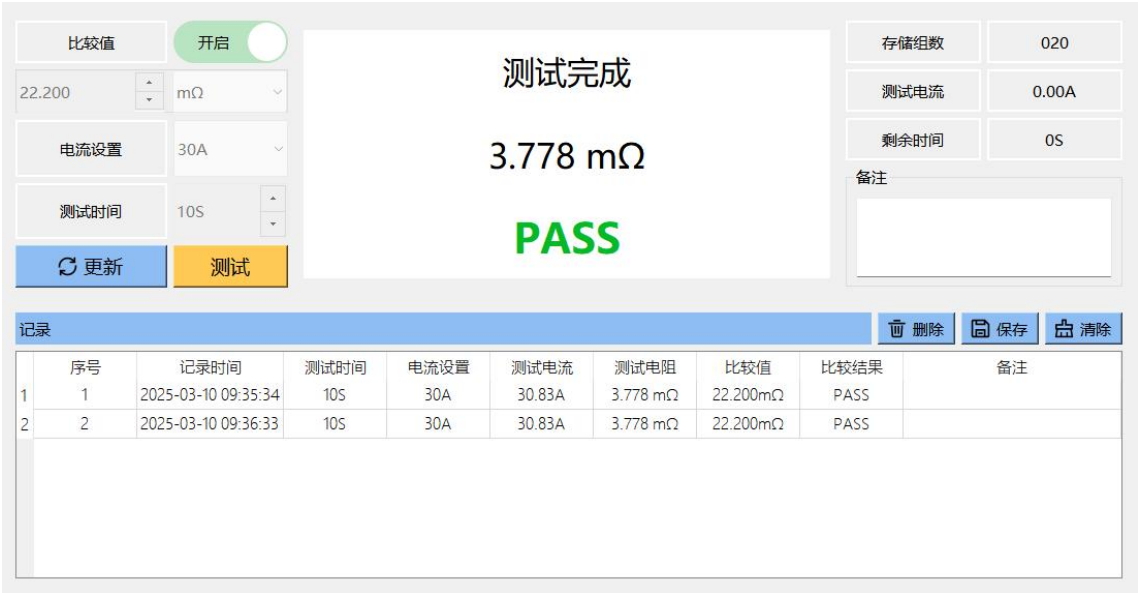 比较值 开启
22.200 mΩ
电流设置 30A
测试时间 10S
更新 测试
测试完成
3.778 mΩ
PASS
存储组数 020
测试电流 0.00A
剩余时间 0S
备注
记录 删除 保存 清除
序号 记录时间 测试时间 电流设置 测试电流 测试电阻 比较值 比较结果 备注
1 1 2025-03-10 09:35:34 10S 30A 30.83A 3.778 mΩ 22.200mΩ PASS
2 2 2025-03-10 09:36:33 10S 30A 30.83A 3.778 mΩ 22.200mΩ PASS